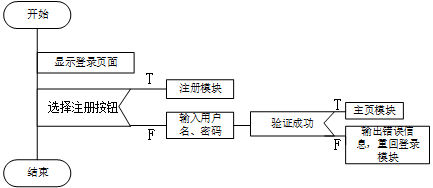 开始
显示登录页面
T
注册模块
选择注册按钮
F
输入用户
名、密码
验证成功
T
主页模块
F
输出错误信
息，重回登录
模块
结束